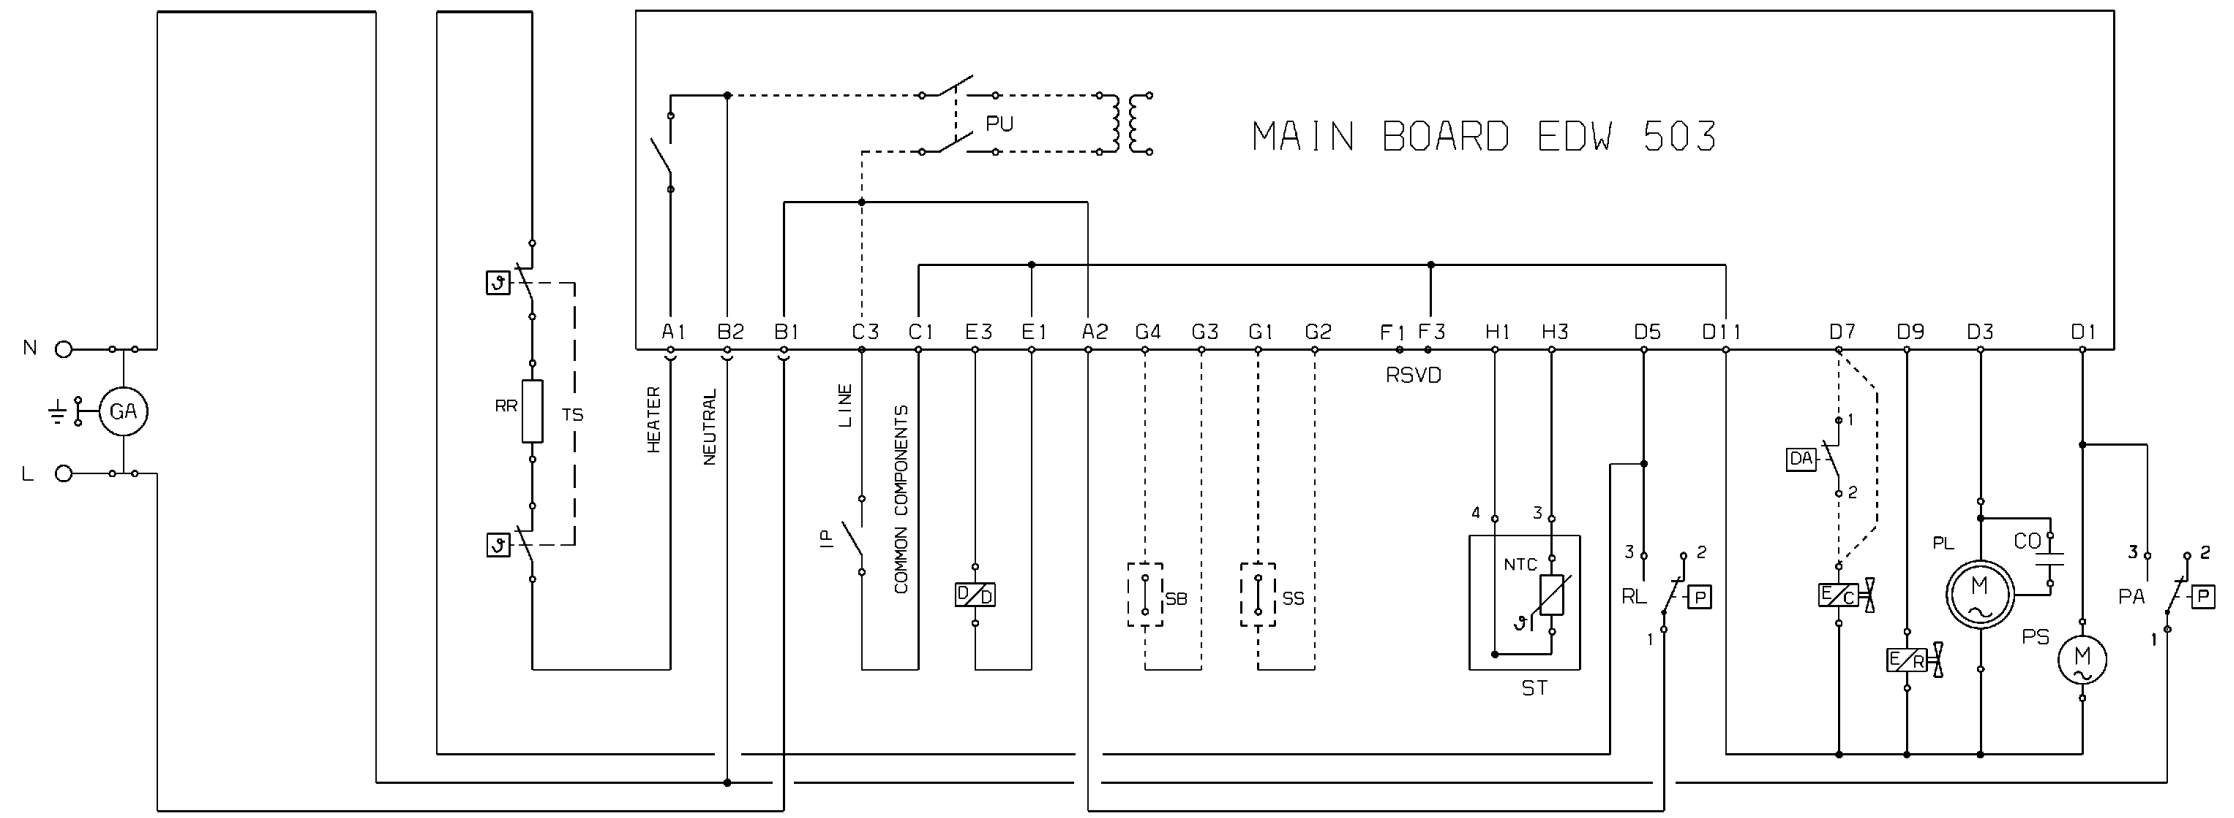 MAIN BOARD EDW 503
PU
A1 B2 B1 C3 C1 E3 E1 A2 G4 G3 G1 G2 F1 F3 H1 H3 D5 D11 D7 D9 D3 D1
RSVD
N
GA
L
ϑ
RR
TS
ϑ
HEATER
NEUTRAL
LINE
COMMON COMPONENTS
IP
D D
SB
SS
4 3
NTC
ϑ
ST
3 2
RL
P
1
1
DA
2
E C
E R
PL
CO
M
PS
M
3 2
PA
P
1